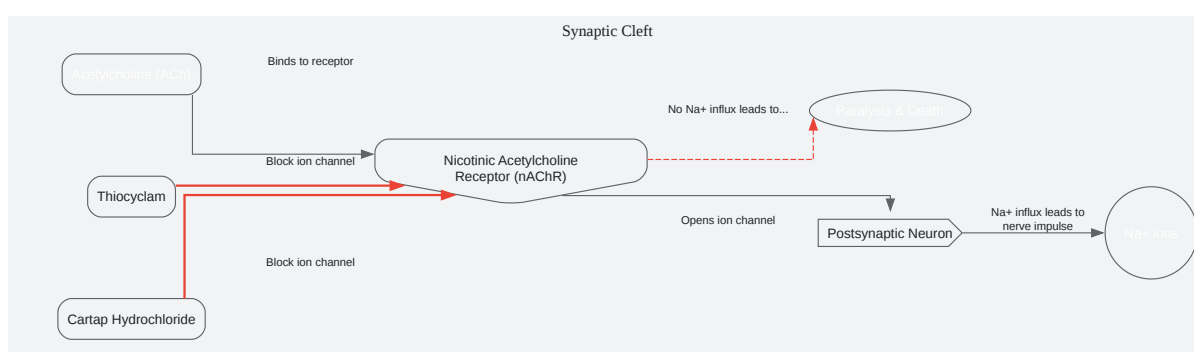 Synaptic Cleft
Acetylcholine (ACh)
Binds to receptor
No Na+ influx leads to...
Paralysis & Death
Block ion channel
Nicotinic Acetylcholine
Receptor (nAChR)
Thiocyclam
Opens ion channel
Postsynaptic Neuron
Na+ influx leads to
nerve impulse
Na+ Ions
Block ion channel
Cartap Hydrochloride